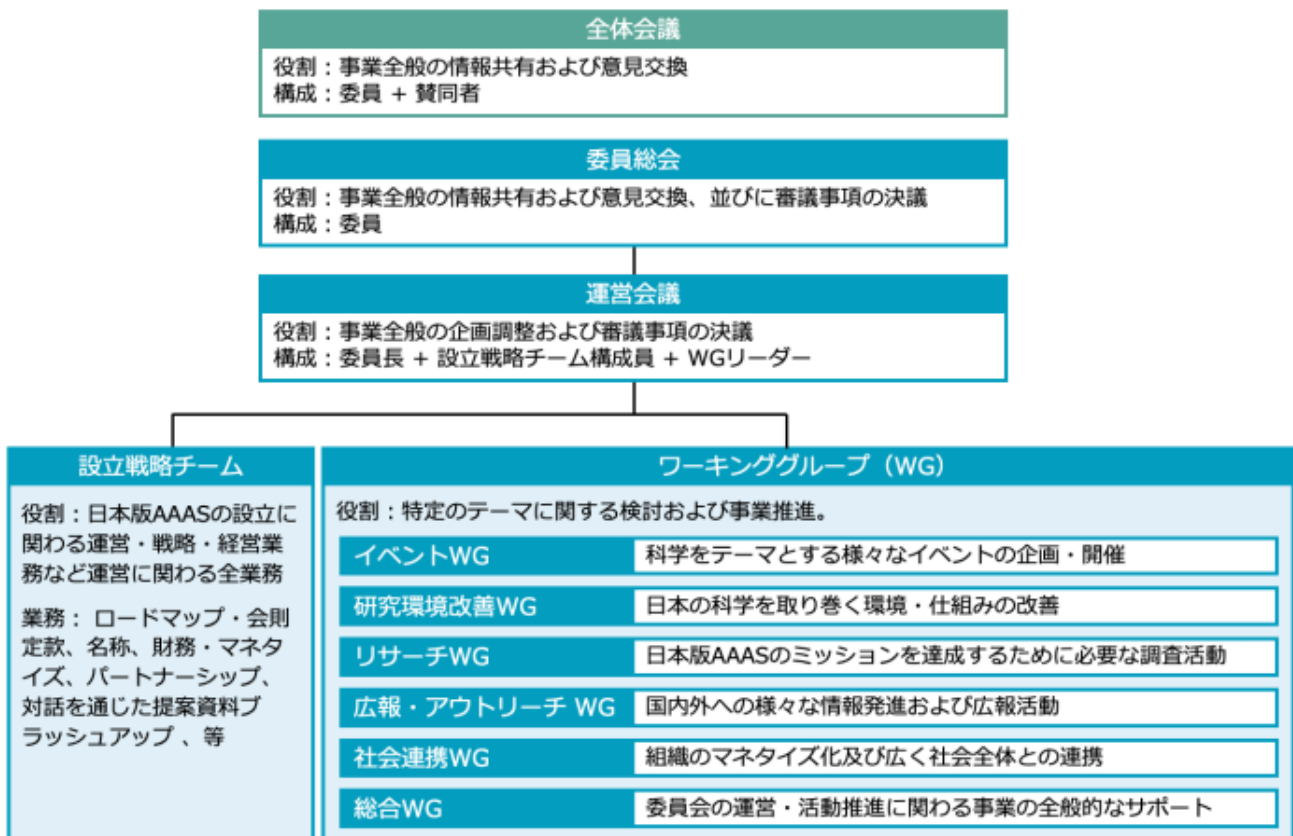 全体会議
役割：事業全般の情報共有および意見交換
構成：委員 + 賛同者
委員総会
役割：事業全般の情報共有および意見交換、並びに審議事項の決議
構成：委員
運営会議
役割：事業全般の企画調整および審議事項の決議
構成：委員長 + 設立戦略チーム構成員 + WGリーダー
設立戦略チーム
役割：日本版AAASの設立に
関わる運営・戦略・経営業
務など運営に関わる全業務
業務： ロードマップ・会則
定款、名称、財務・マネタ
イズ、パートナーシップ、
対話を通じた提案資料ブ
ラッシュアップ 、等
ワーキンググループ（WG）
役割：特定のテーマに関する検討および事業推進。
イベントWG 科学をテーマとする様々なイベントの企画・開催
研究環境改善WG 日本の科学を取り巻く環境・仕組みの改善
リサーチWG 日本版AAASのミッションを達成するために必要な調査活動
広報・アウトリーチ WG 国内外への様々な情報発進および広報活動
社会連携WG 組織のマネタイズ化及び広く社会全体との連携
総合WG 委員会の運営・活動推進に関わる事業の全般的なサポート